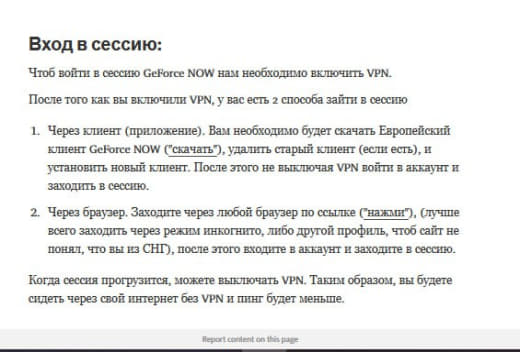 Вход в сессию:
Чтоб войти в сессию GeForce NOW нам необходимо включить VPN.
После того как вы включили VPN, у вас есть 2 способа зайти в сессию
1. Через клиент (приложение). Вам необходимо будет скачать Европейский
клиент GeForce NOW ("скачать"), удалить старый клиент (если есть), и
установить новый клиент. После этого не выключая VPN войти в аккаунт и
заходить в сессию.
2. Через браузер. Заходите через любой браузер по ссылке ("нажми"), (лучше
всего заходить через режим инкогнито, либо другой профиль, чтоб сайт не
понял, что вы из СНГ), после этого входите в аккаунт и заходите в сессию.
Когда сессия прогрузится, можете выключать VPN. Таким образом, вы будете
сидеть через свой интернет без VPN и пинг будет меньше.
Report content on this page